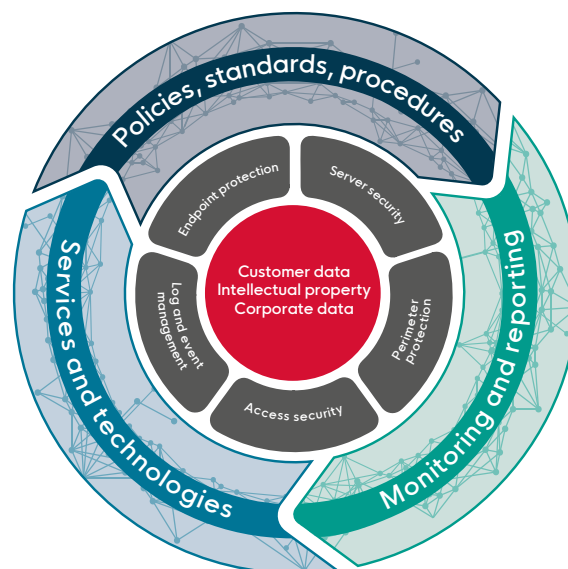 Policies, standards, procedures
Endpoint protection
Server security
Customer data
Intellectual property
Corporate data
Log and event
management
Perimeter
protection
Access security
Services and technologies
Monitoring and reporting